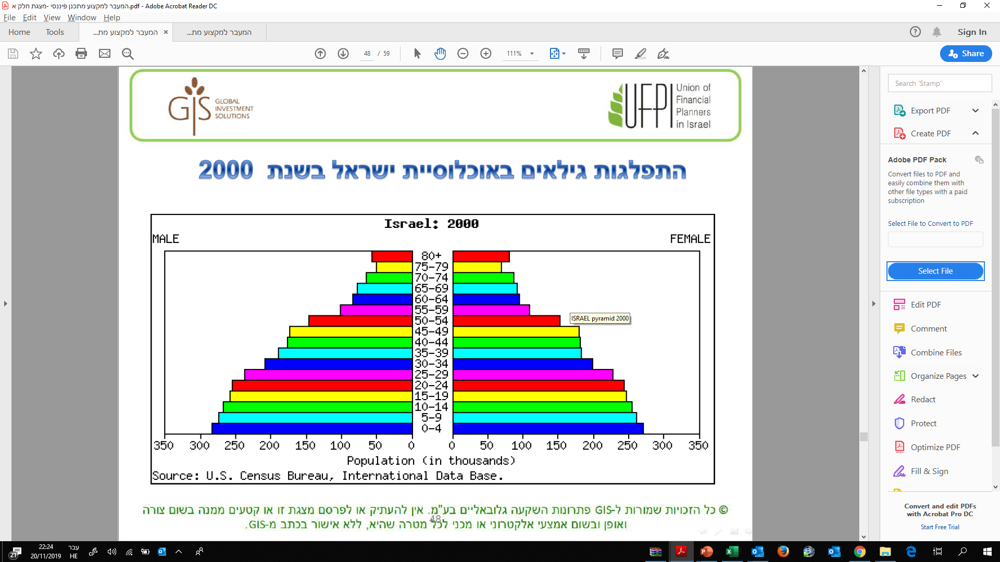 המעבר למקצוע מתכנן פיננסי -מצגת חלק א.pdf - Adobe Acrobat Reader DC
File Edit View Window Help
Home Tools המעבר למקצוע מת... × המעבר למקצוע מת... Sign In
48 / 59 111% Share
GIS GLOBAL INVESTMENT SOLUTIONS
UFPI Union of Financial Planners in Israel
התפלגות גילאים באוכלוסיית ישראל בשנת 2000
Israel: 2000
MALE FEMALE
80+
75-79
70-74
65-69
60-64
55-59
50-54
45-49
40-44
35-39
30-34
25-29
20-24
15-19
10-14
5-9
0-4
ISRAEL pyramid 2000
350 300 250 200 150 100 50 0 0 50 100 150 200 250 300 350
Population (in thousands)
Source: U.S. Census Bureau, International Data Base.
© כל הזכויות שמורות ל-GIS פתרונות השקעה גלובאליים בע"מ. אין להעתיק או לפרסם מצגת זו או קטעים ממנה בשום צורה
ואופן ובשום אמצעי אלקטרוני או מכני לכל מטרה שהיא, ללא אישור בכתב מ-GIS.
48
Search 'Stamp'
Export PDF
Create PDF
Adobe PDF Pack
Convert files to PDF and
easily combine them with
other file types with a paid
subscription
Select File to Convert to PDF
Select File
Edit PDF
Comment
Combine Files
Organize Pages
Redact
Protect
Optimize PDF
Fill & Sign
Convert and edit PDFs
with Acrobat Pro DC
Start Free Trial
21
22:24
20/11/2019
עבר
HE